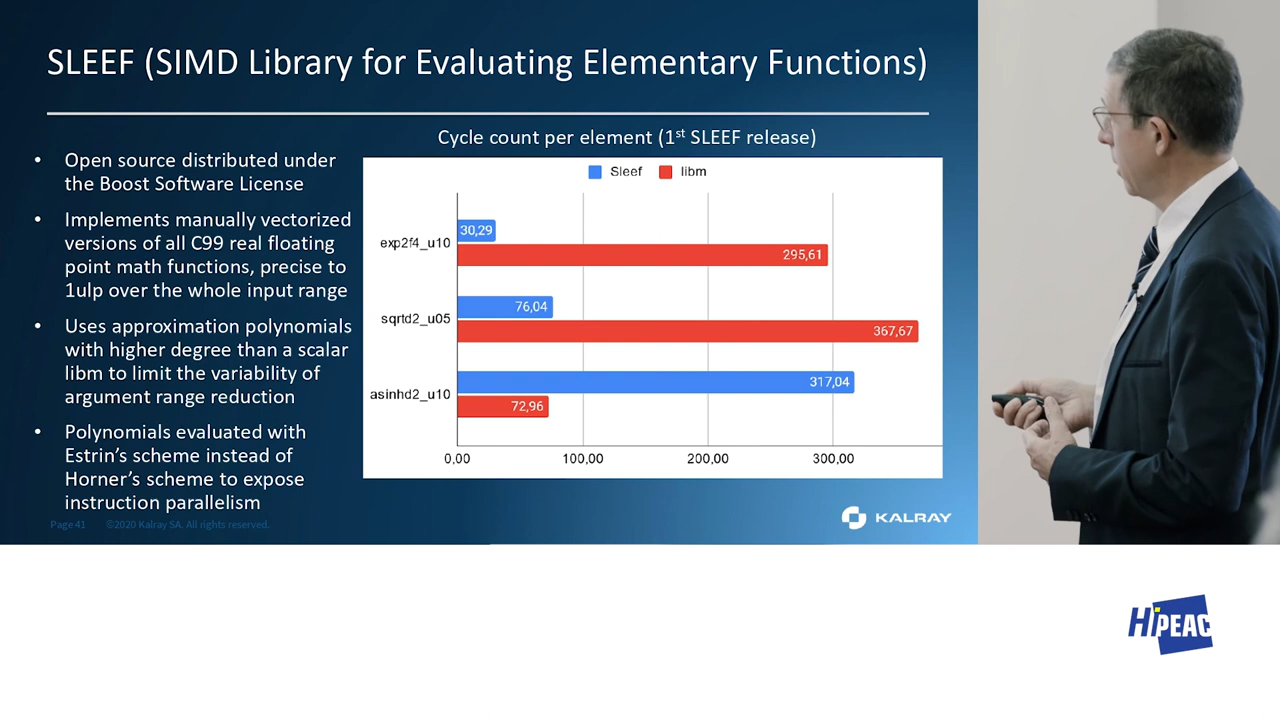 SLEEF (SIMD Library for Evaluating Elementary Functions)
• Open source distributed under
the Boost Software License
• Implements manually vectorized
versions of all C99 real floating
point math functions, precise to
1ulp over the whole input range
• Uses approximation polynomials
with higher degree than a scalar
libm to limit the variability of
argument range reduction
• Polynomials evaluated with
Estrin’s scheme instead of
Horner’s scheme to expose
instruction parallelism
Cycle count per element (1st SLEEF release)
Sleef libm
exp2f4_u10
30,29
295,61
sqrtd2_u05
76,04
367,67
asinhd2_u10
317,04
72,96
0,00 100,00 200,00 300,00
Page 41 ©2020 Kalray SA. All rights reserved.
KALRAY
HiPEAC